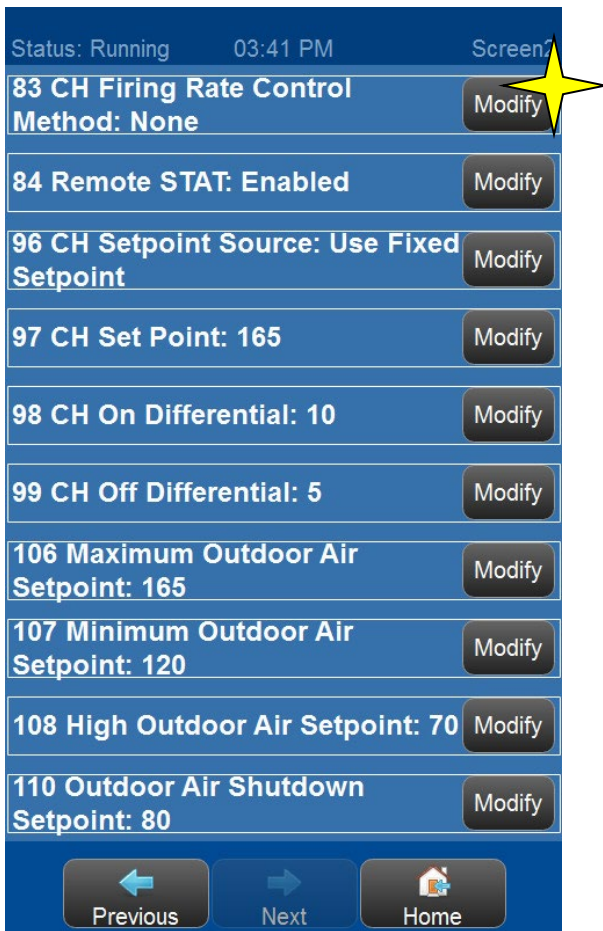 Status: Running 03:41 PM Screen2
83 CH Firing Rate Control
Method: None
Modify
84 Remote STAT: Enabled
Modify
96 CH Setpoint Source: Use Fixed
Setpoint
Modify
97 CH Set Point: 165
Modify
98 CH On Differential: 10
Modify
99 CH Off Differential: 5
Modify
106 Maximum Outdoor Air
Setpoint: 165
Modify
107 Minimum Outdoor Air
Setpoint: 120
Modify
108 High Outdoor Air Setpoint: 70
Modify
110 Outdoor Air Shutdown
Setpoint: 80
Modify
Previous
Next
Home